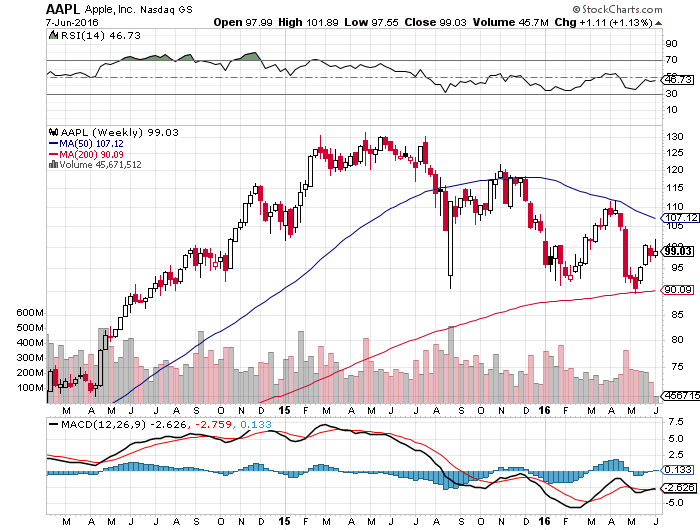 AAPL Apple, Inc. Nasdaq GS © StockCharts.com
7-Jun-2016 Open 97.99 High 101.89 Low 97.55 Close 99.03 Volume 45.7M Chg +1.11 (+1.13%)
RSI(14) 46.73
90
70
50
46.73
30
10
AAPL (Weekly) 99.03
MA(50) 107.12
MA(200) 90.09
Volume 45,671,512
130
125
120
115
110
107.12
105
100
99.03
95
90.09
85
80
75
600M
500M
400M
300M
200M
100M
456715
M A M J J A S O N D 15 F M A M J J A S O N D 16 F M A M J
MACD(12,26,9) -2.626, -2.759, 0.133
7.5
5.0
2.5
0.133
-2.626
-5.0
M A M J J A S O N D 15 F M A M J J A S O N D 16 F M A M J